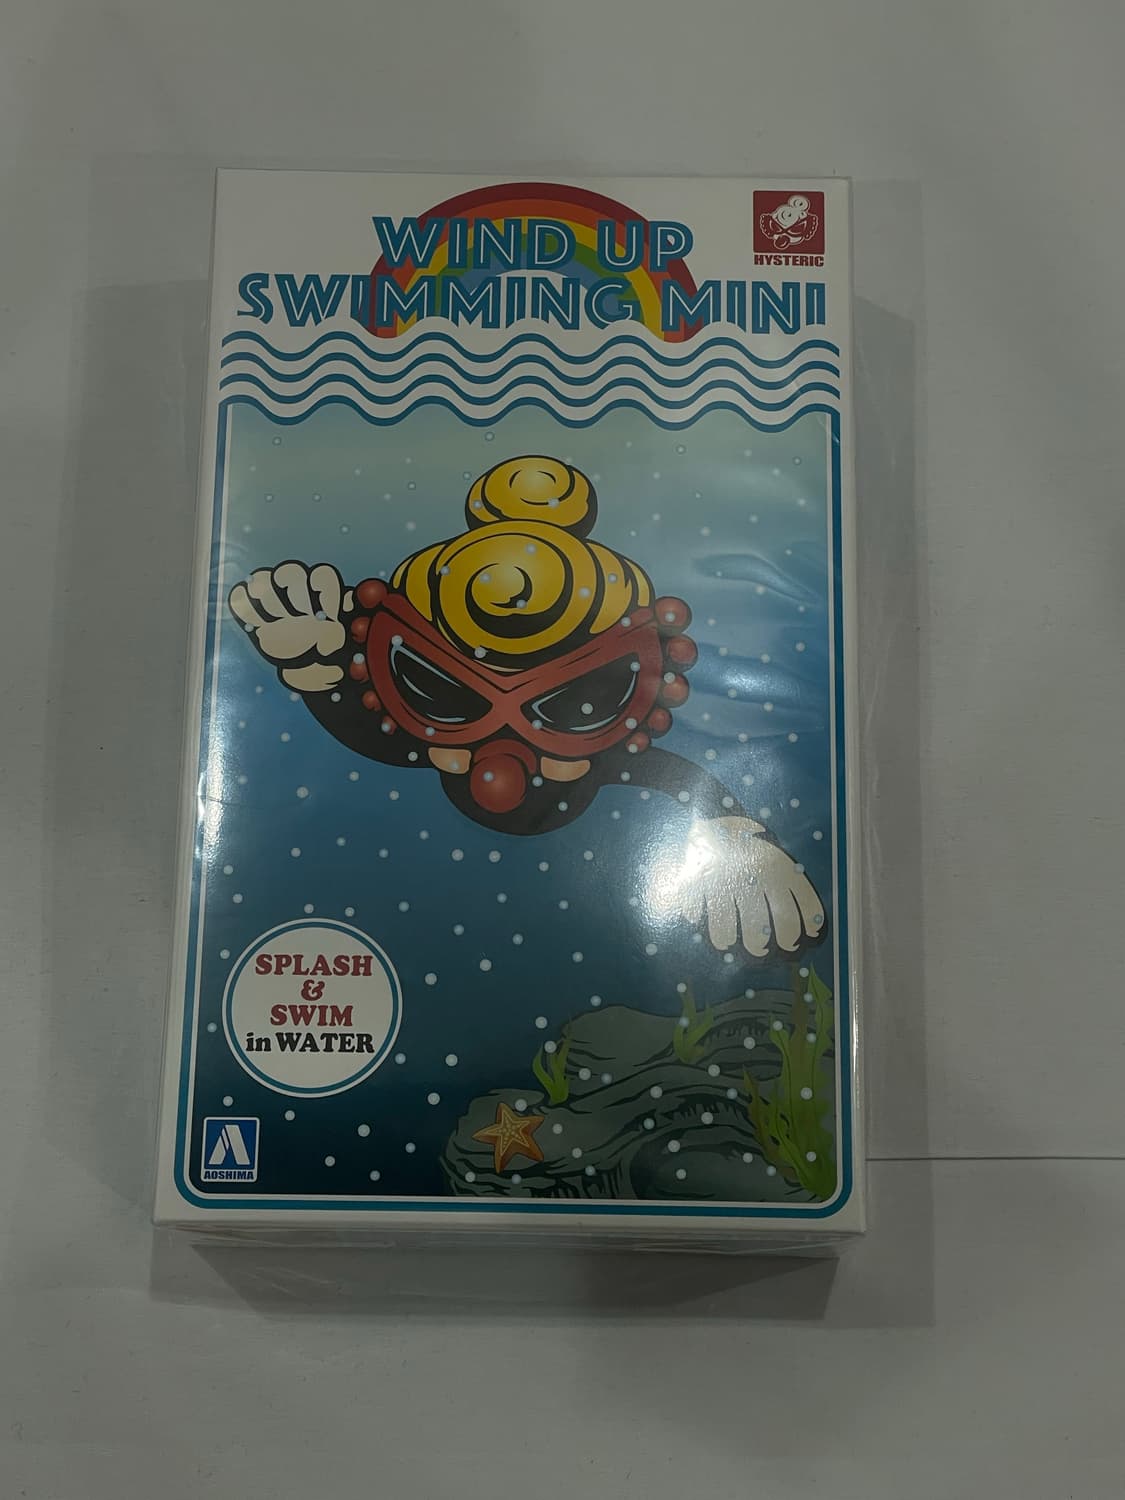 WIND UP
SWIMMING MINI
HYSTERIC
SPLASH
&
SWIM
in WATER
AOSHIMA